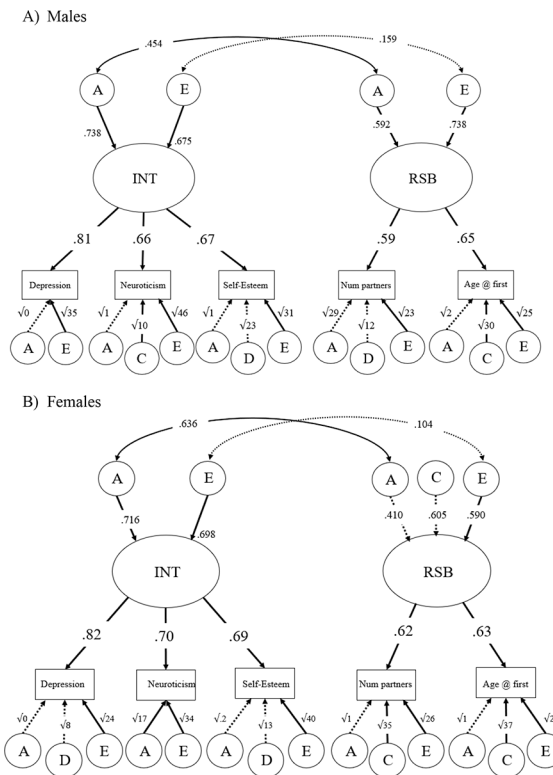 A) Males
.454 .159
A E A E
.738 .675 .592 .738
INT RSB
.81 .66 .67 .59 .65
Depression Neuroticism Self-Esteem Num partners Age @ first
√0 √35 √1 √10 √46 √1 √23 √31 √29 √12 √23 √2 √30 √25
A E A C E A D E A D E A C E
B) Females
.636 .104
A E A C E
.716 .698 .410 .605 .590
INT RSB
.82 .70 .69 .62 .63
Depression Neuroticism Self-Esteem Num partners Age @ first
√0 √8 √24 √17 √34 √.2 √13 √40 √1 √35 √26 √1 √37
A D E A E A D E A C E A C E